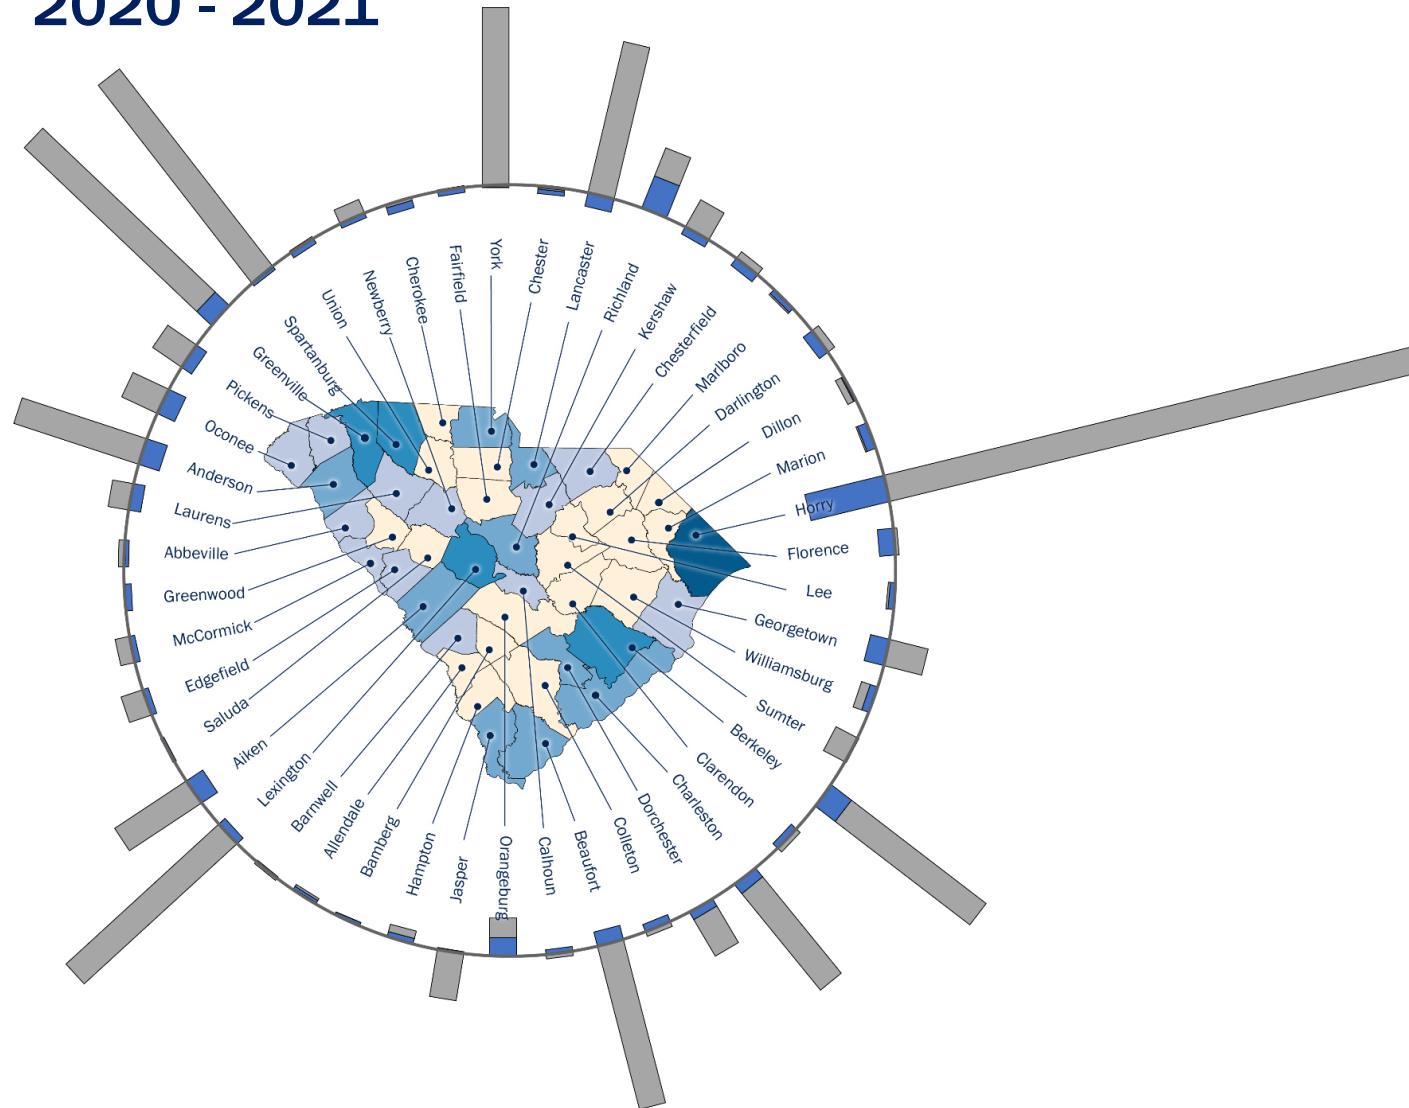 2020 - 2021
York
Chester
Lancaster
Richland
Kershaw
Chesterfield
Marlboro
Darlington
Dillon
Marion
Horry
Florence
Lee
Georgetown
Williamsburg
Sumter
Berkeley
Clarendon
Charleston
Dorchester
Colleton
Beaufort
Calhoun
Orangeburg
Jasper
Hampton
Bamberg
Allendale
Barnwell
Lexington
Aiken
Saluda
Edgefield
McCormick
Greenwood
Abbeville
Laurens
Anderson
Oconee
Pickens
Greenville
Spartanburg
Union
Newberry
Cherokee
Fairfield